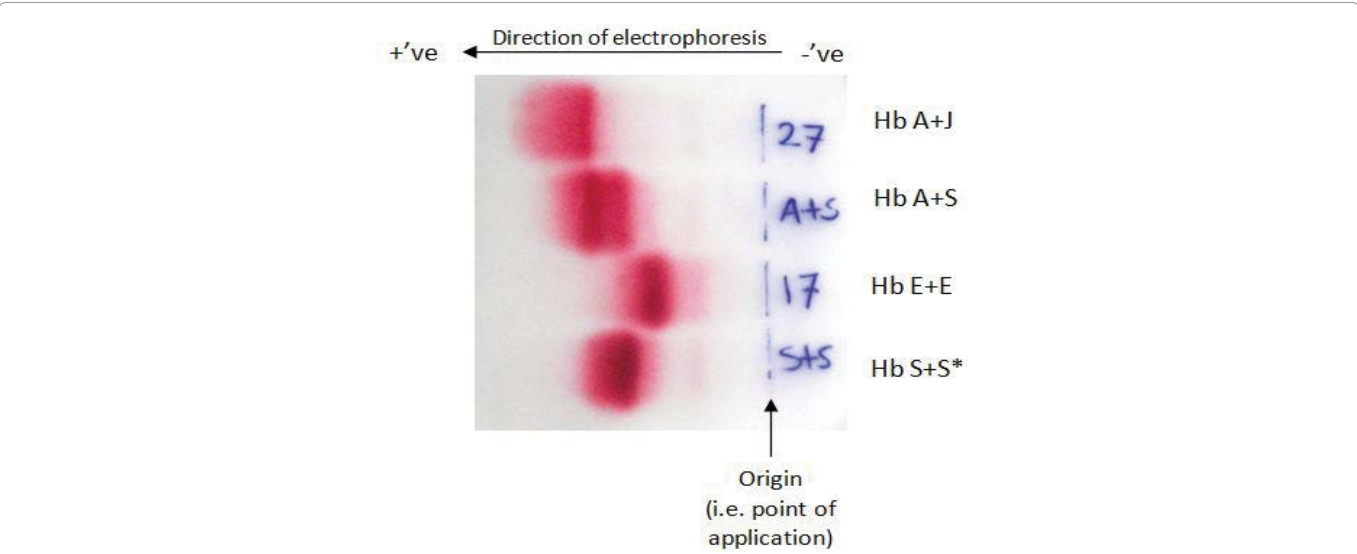 Direction of electrophoresis
+’ve
-’ve
27
Hb A+J
A+S
Hb A+S
17
Hb E+E
S+S
Hb S+S*
Origin
(i.e. point of
application)